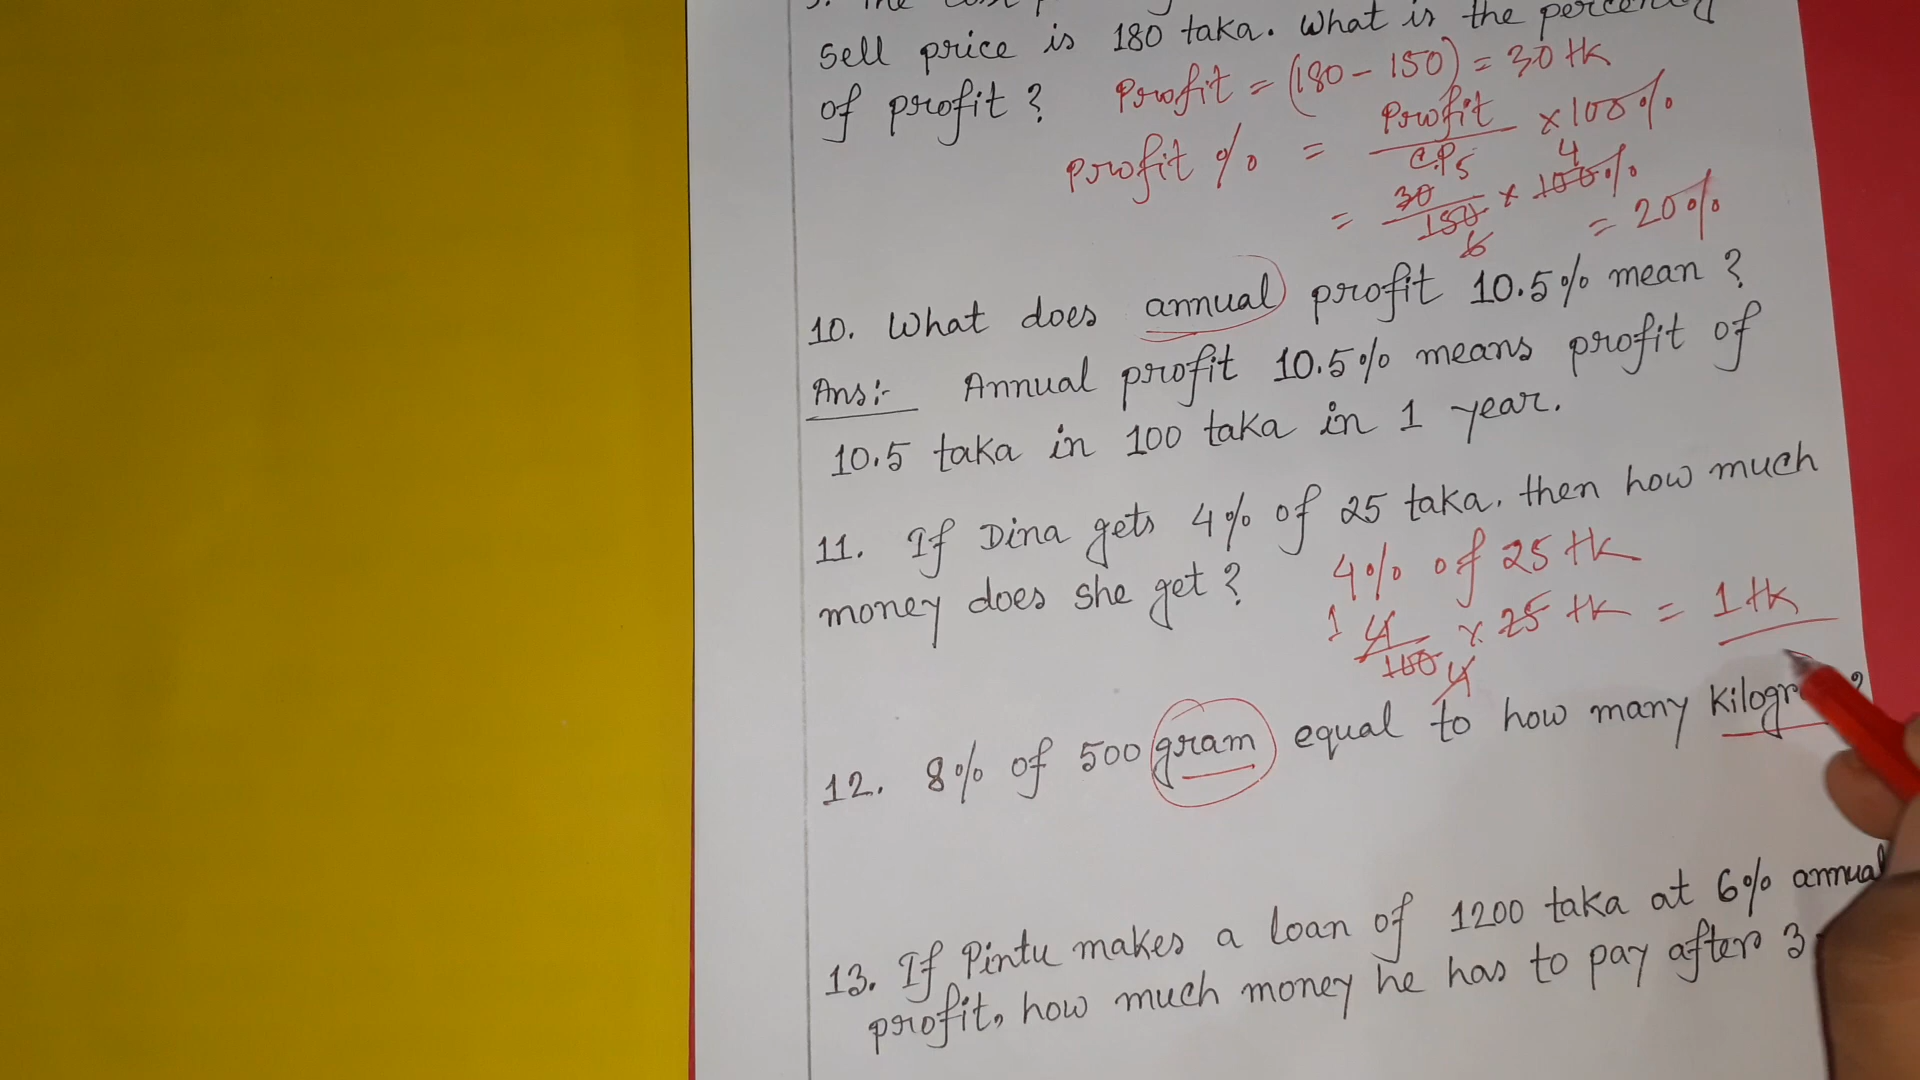 sell price is 180 taka. What is the
of profit ? Profit = (180 - 150) = 30 tk
Profit % = Profit / C.P × 100%
= 30/150 × 100% = 20%
5 4
5
10. What does annual profit 10.5% mean ?
Ans:- Annual profit 10.5% means profit of
10.5 taka in 100 taka in 1 year.
11. If Dina gets 4% of 25 taka. then how much
money does she get ? 4% of 25 tk
1 4/100 × 25 tk = 1 tk
4
12. 8% of 500 gram equal to how many
13. If Pintu makes a loan of 1200 taka at 6% annual
profit, how much money he has to pay after 3